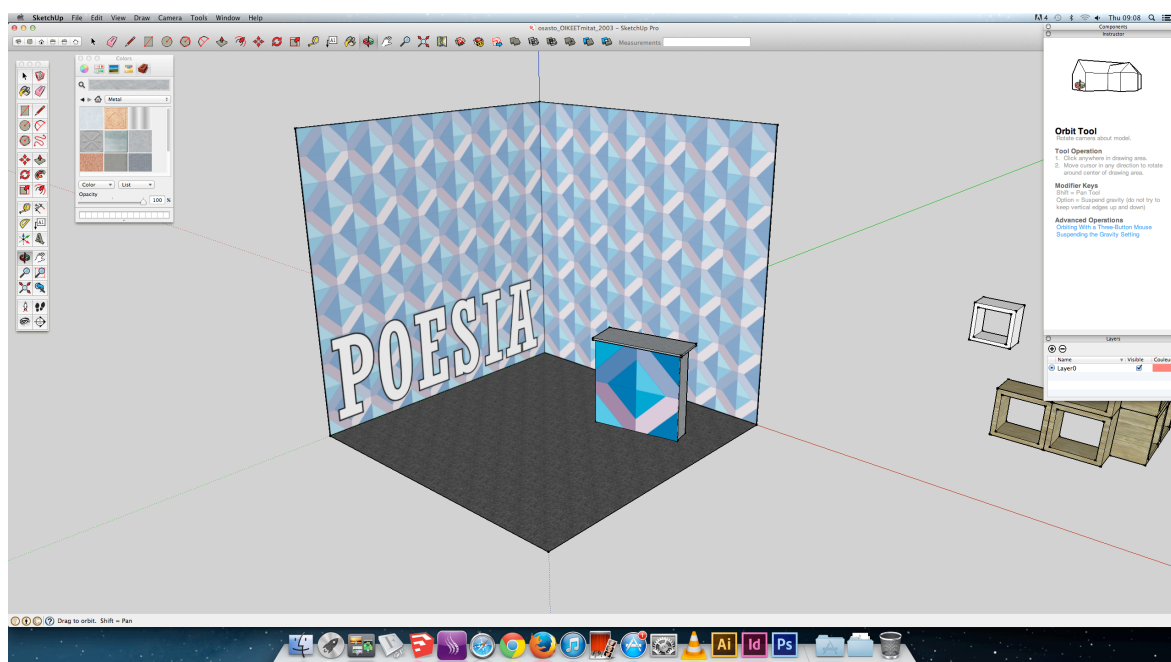 SketchUp File Edit View Draw Camera Tools Window Help
4 Thu 09:08
osasto_OIKEETmitat_2003 - SketchUp Pro
Measurements
Components
Instructor
Colors
Metal
Color List
Opacity
100 %
Orbit Tool
Rotate camera about model.
Tool Operation
1. Click anywhere in drawing area.
2. Move cursor in any direction to rotate
around center of drawing area.
Modifier Keys
Shift = Pan Tool
Option = Suspend gravity (do not try to
keep vertical edges up and down)
Advanced Operations
Orbiting With a Three-Button Mouse
Suspending the Gravity Setting
POESIA
Layers
Name Visible Couleu
Layer0
Drag to orbit. Shift = Pan
Ai Id Ps